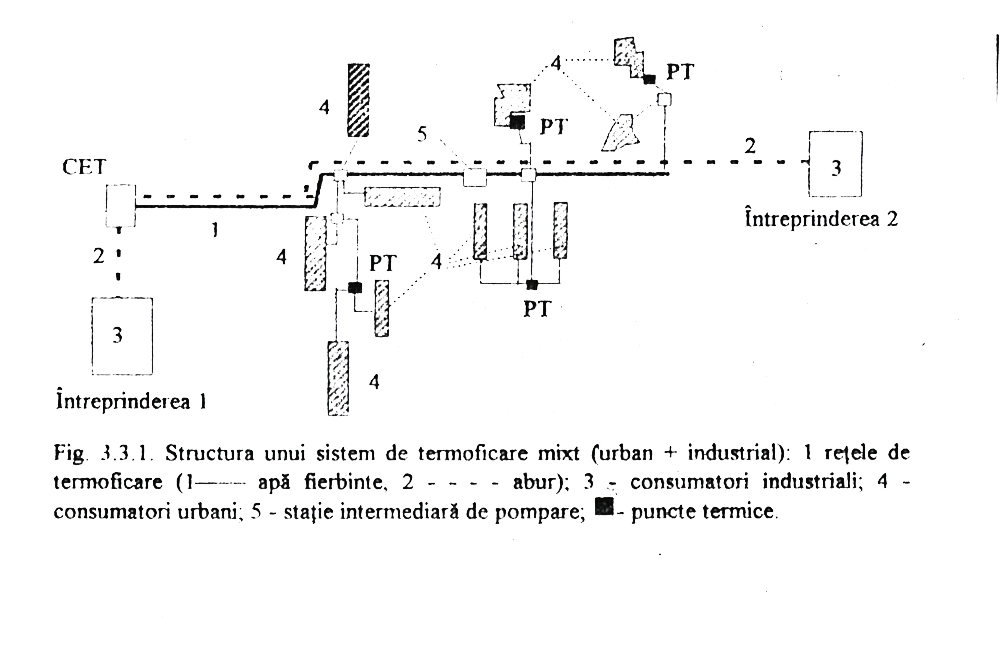 4
PT
4
4
PT
5
2
CET
3
1
Întreprinderea 2
2
4
PT
4
PT
3
4
Întreprinderea 1
Fig. 3.3.1. Structura unui sistem de termoficare mixt (urban + industrial): 1 rețele de
termoficare (1—— apă fierbinte, 2 - - - - abur); 3 - consumatori industriali; 4 -
consumatori urbani; 5 - stație intermediară de pompare; ■ - puncte termice.